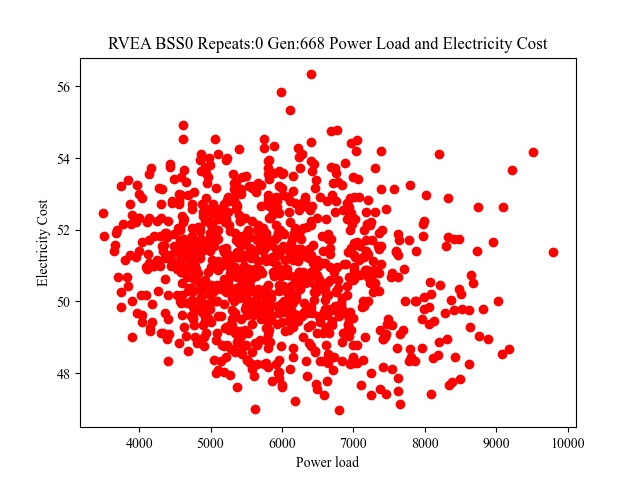 RVEA BSS0 Repeats:0 Gen:668 Power Load and Electricity Cost
56
54
52
50
48
Electricity Cost
4000 5000 6000 7000 8000 9000 10000
Power load